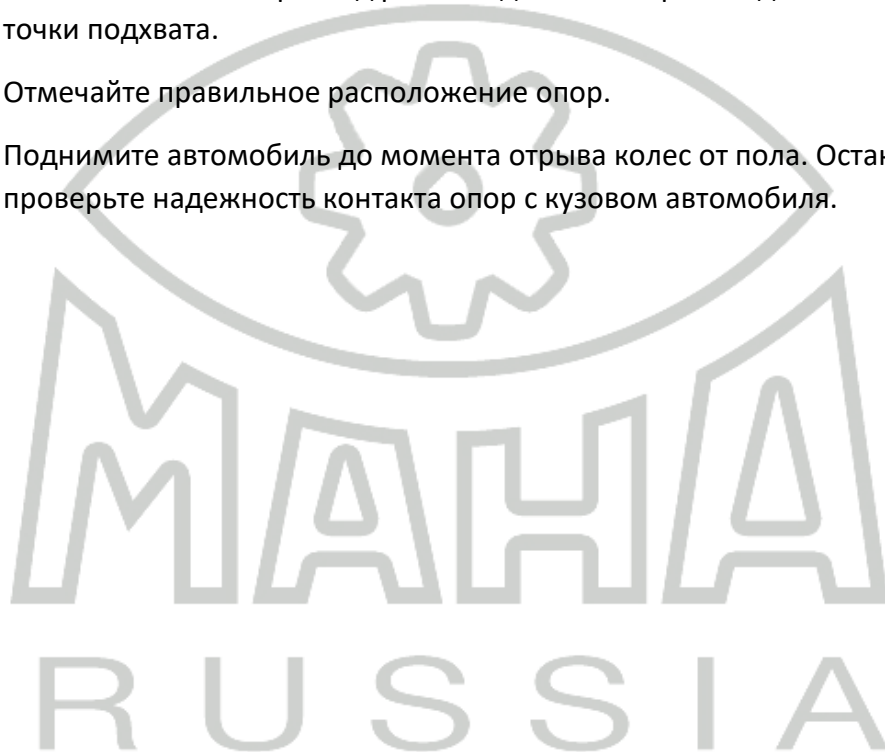 точки подхвата.
Отмечайте правильное расположение опор.
Поднимите автомобиль до момента отрыва колес от пола.
проверьте надежность контакта опор с кузовом автомобиля.
MAHA
RUSSIA